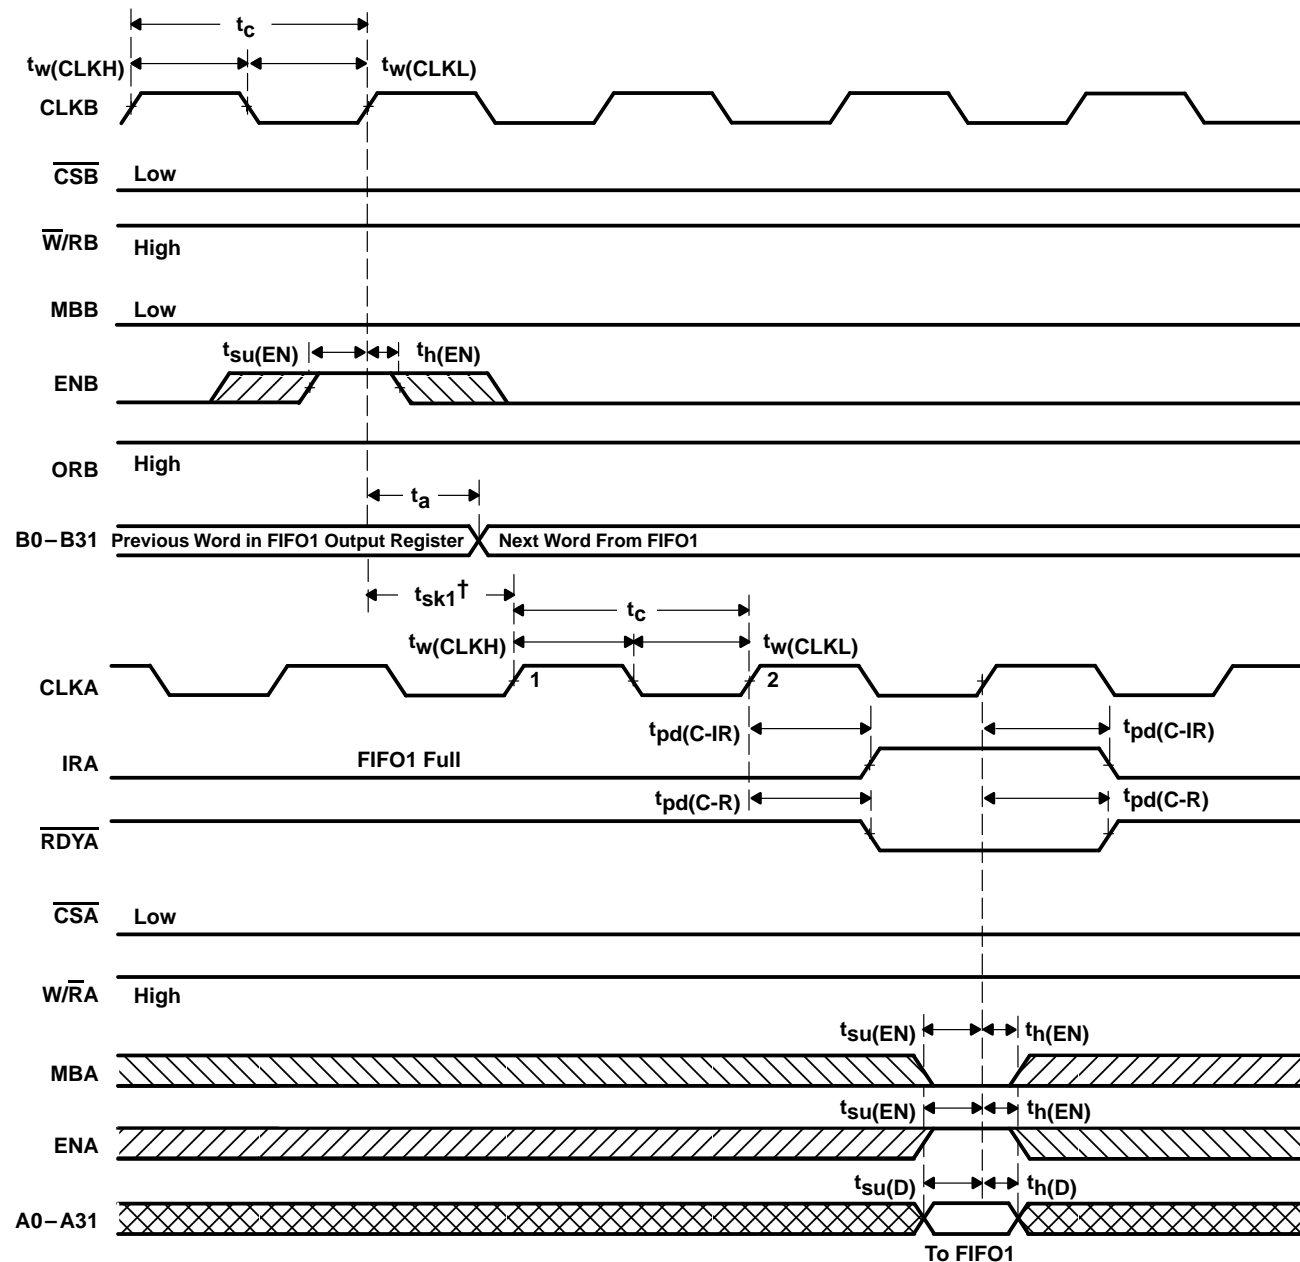 tc
tw(CLKH) tw(CLKL)
CLKB
CSB Low
W/RB High
MBB Low
tsu(EN) th(EN)
ENB
ORB High
ta
B0–B31 Previous Word in FIFO1 Output Register Next Word From FIFO1
tsk1† tc
tw(CLKH) tw(CLKL)
CLKA 1 2
tpd(C-IR) tpd(C-IR)
IRA FIFO1 Full
tpd(C-R) tpd(C-R)
RDYA
CSA Low
W/RA High
tsu(EN) th(EN)
MBA
tsu(EN) th(EN)
ENA
tsu(D) th(D)
A0–A31
To FIFO1